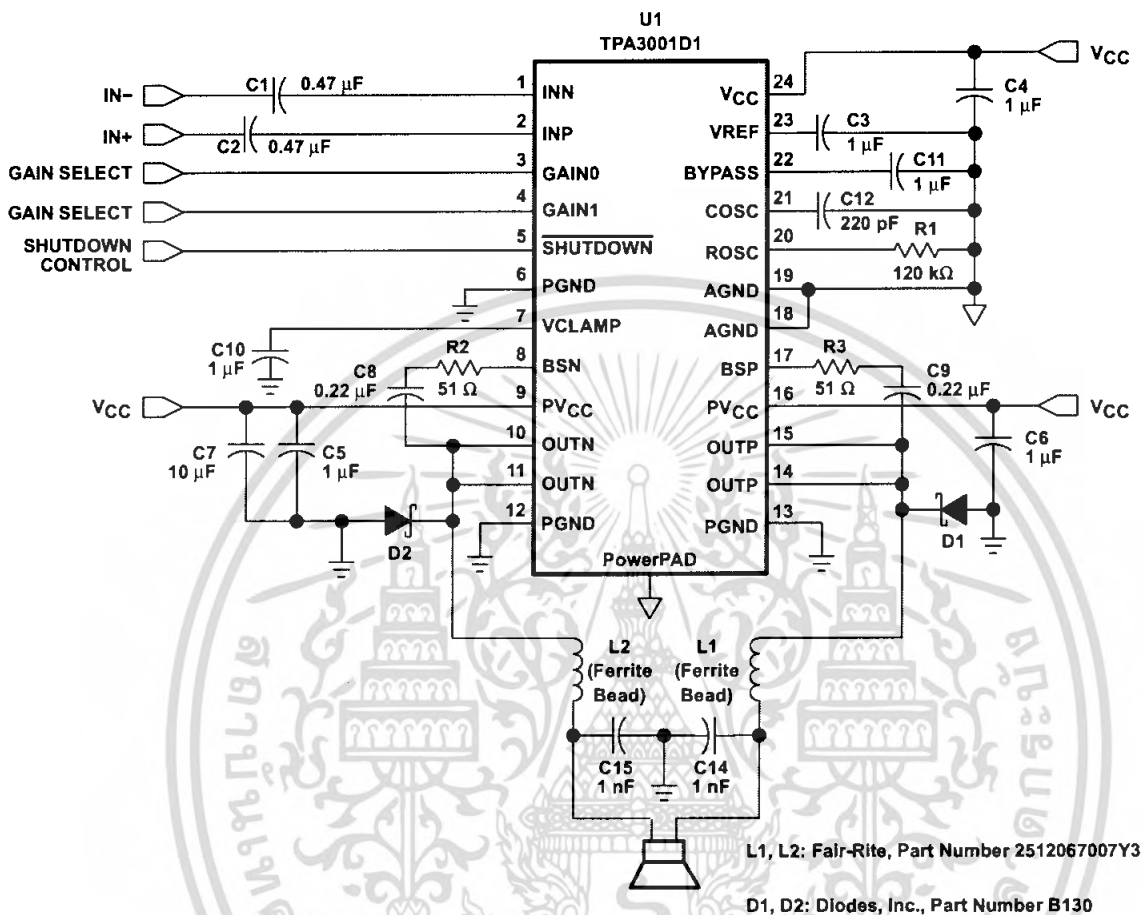 U1
TPA3001D1
IN−
C1
0.47 µF
1
INN
IN+
C2
0.47 µF
2
INP
GAIN SELECT
3
GAIN0
GAIN SELECT
4
GAIN1
SHUTDOWN
CONTROL
5
SHUTDOWN
6
PGND
7
VCLAMP
C10
1 µF
R2
51 Ω
8
BSN
C8
0.22 µF
VCC
9
PVCC
10
OUTN
C7
10 µF
C5
1 µF
11
OUTN
12
PGND
D2
PowerPAD
24
VCC
VCC
C4
1 µF
23
VREF
C3
1 µF
22
BYPASS
C11
1 µF
21
COSC
C12
220 pF
20
ROSC
R1
120 kΩ
19
AGND
18
AGND
17
BSP
R3
51 Ω
C9
0.22 µF
16
PVCC
VCC
15
OUTP
C6
1 µF
14
OUTP
13
PGND
D1
L2
(Ferrite
Bead)
L1
(Ferrite
Bead)
C15
1 nF
C14
1 nF
L1, L2: Fair-Rite, Part Number 2512067007Y3
D1, D2: Diodes, Inc., Part Number B130